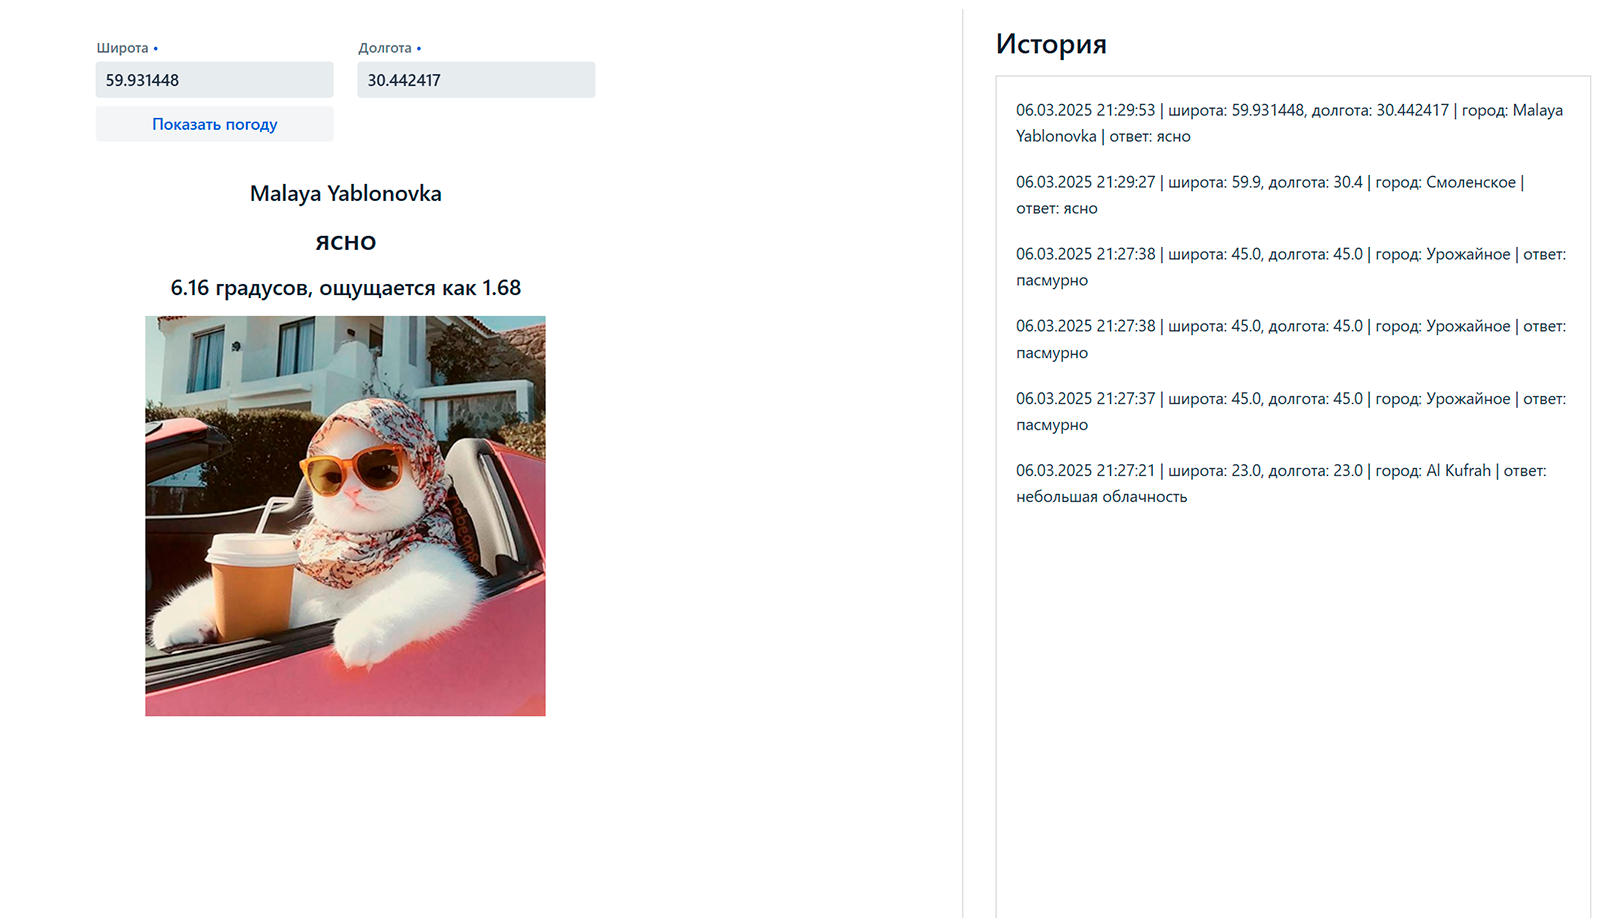 Широта •
Долгота •
59.931448
30.442417
Показать погоду
Malaya Yablonovka
ясно
6.16 градусов, ощущается как 1.68
История
06.03.2025 21:29:53 | широта: 59.931448, долгота: 30.442417 | город: Malaya
Yablonovka | ответ: ясно
06.03.2025 21:29:27 | широта: 59.9, долгота: 30.4 | город: Смоленское |
ответ: ясно
06.03.2025 21:27:38 | широта: 45.0, долгота: 45.0 | город: Урожайное | ответ:
пасмурно
06.03.2025 21:27:38 | широта: 45.0, долгота: 45.0 | город: Урожайное | ответ:
пасмурно
06.03.2025 21:27:37 | широта: 45.0, долгота: 45.0 | город: Урожайное | ответ:
пасмурно
06.03.2025 21:27:21 | широта: 23.0, долгота: 23.0 | город: Al Kufrah | ответ:
небольшая облачность